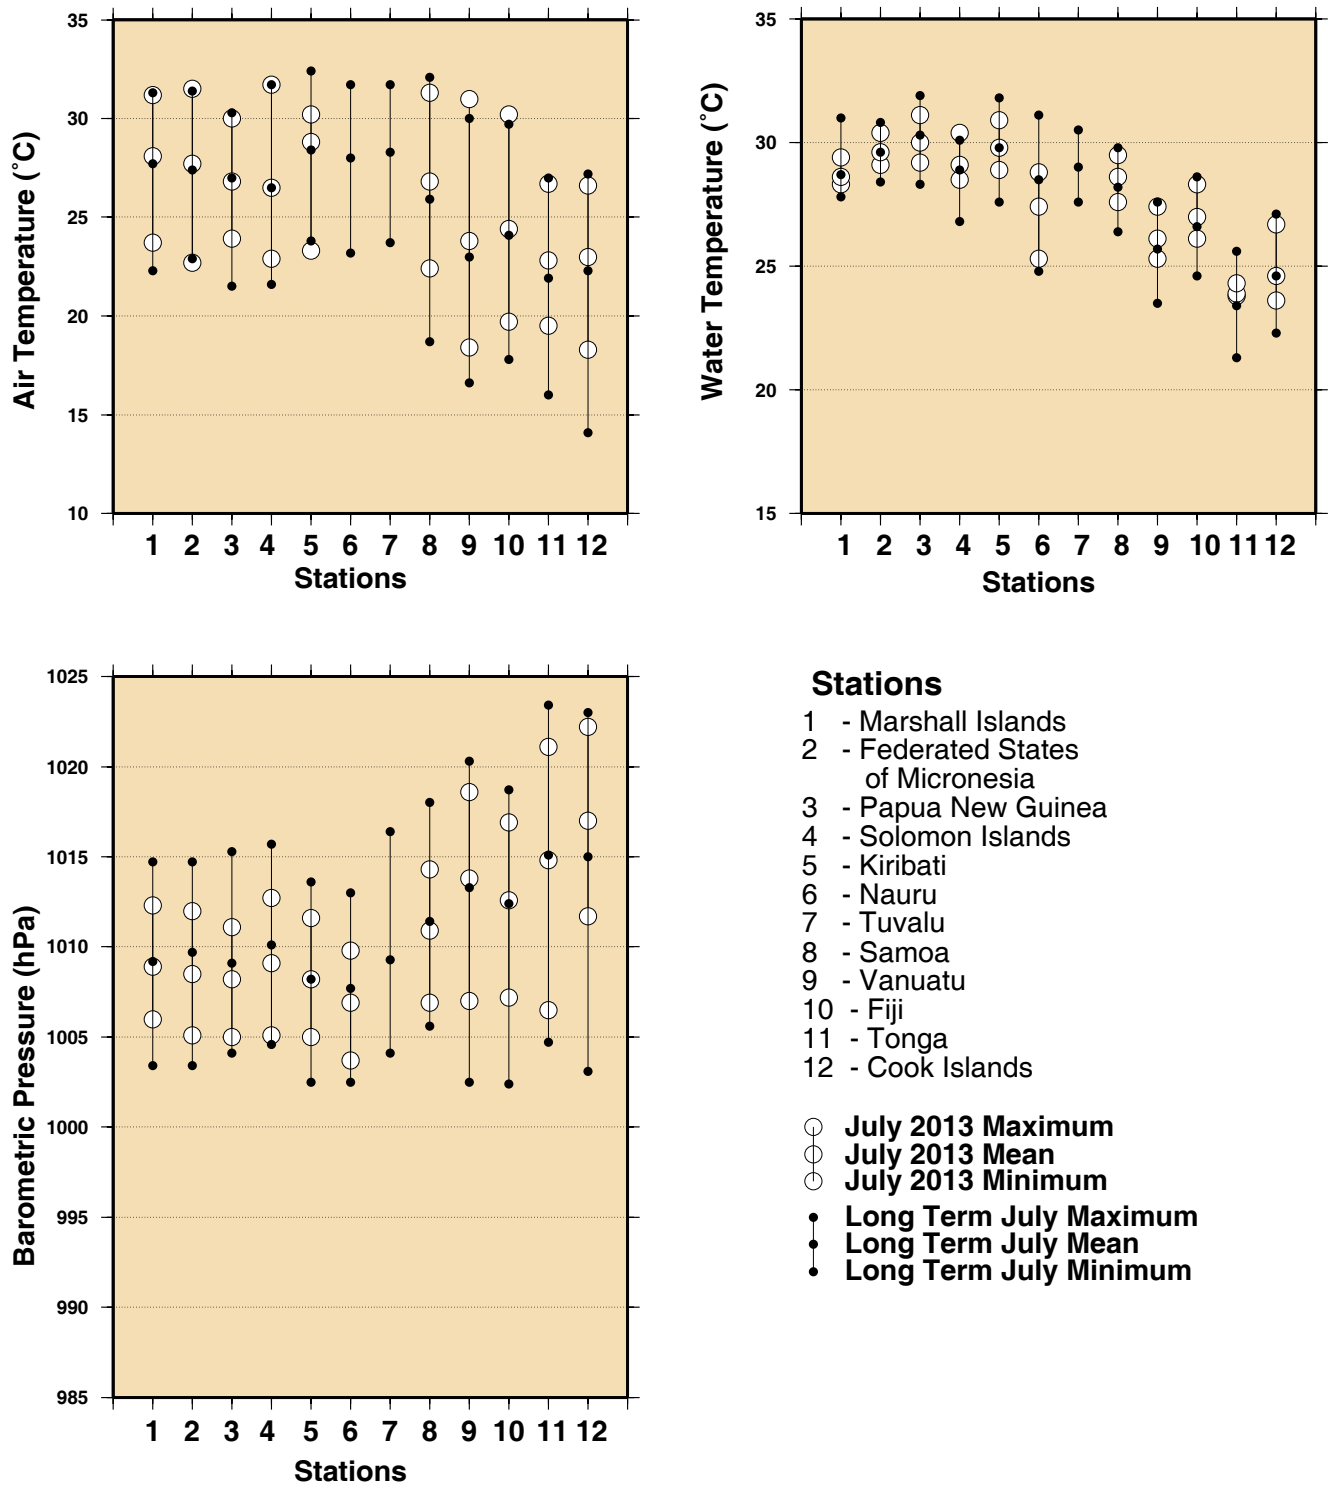 35
30
25
20
15
10
Air Temperature (˚C)
1 2 3 4 5 6 7 8 9 10 11 12
Stations
35
30
25
20
15
Water Temperature (˚C)
1 2 3 4 5 6 7 8 9 10 11 12
Stations
1025
1020
1015
1010
1005
1000
995
990
985
Barometric Pressure (hPa)
1 2 3 4 5 6 7 8 9 10 11 12
Stations
Stations
1 - Marshall Islands
2 - Federated States
of Micronesia
3 - Papua New Guinea
4 - Solomon Islands
5 - Kiribati
6 - Nauru
7 - Tuvalu
8 - Samoa
9 - Vanuatu
10 - Fiji
11 - Tonga
12 - Cook Islands
July 2013 Maximum
July 2013 Mean
July 2013 Minimum
Long Term July Maximum
Long Term July Mean
Long Term July Minimum